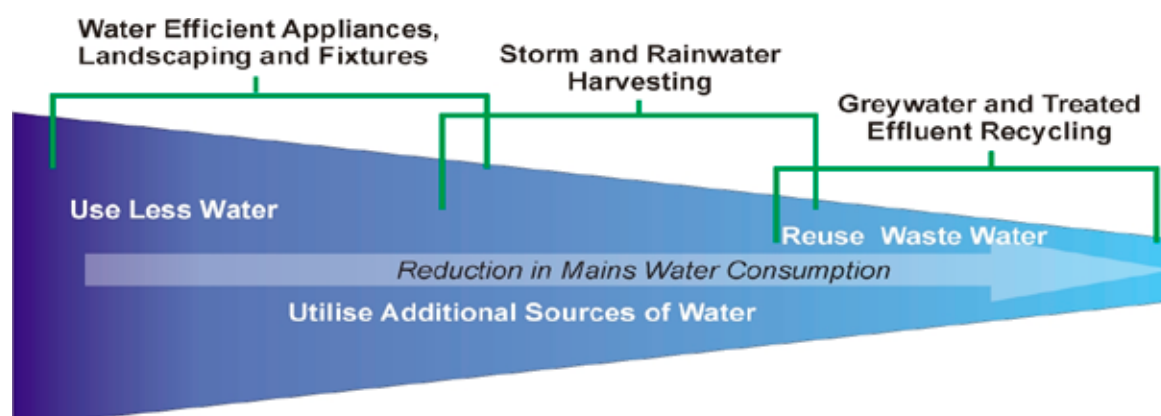 Water Efficient Appliances,
Landscaping and Fixtures
Storm and Rainwater
Harvesting
Greywater and Treated
Effluent Recycling
Use Less Water
Reuse Waste Water
Reduction in Mains Water Consumption
Utilise Additional Sources of Water